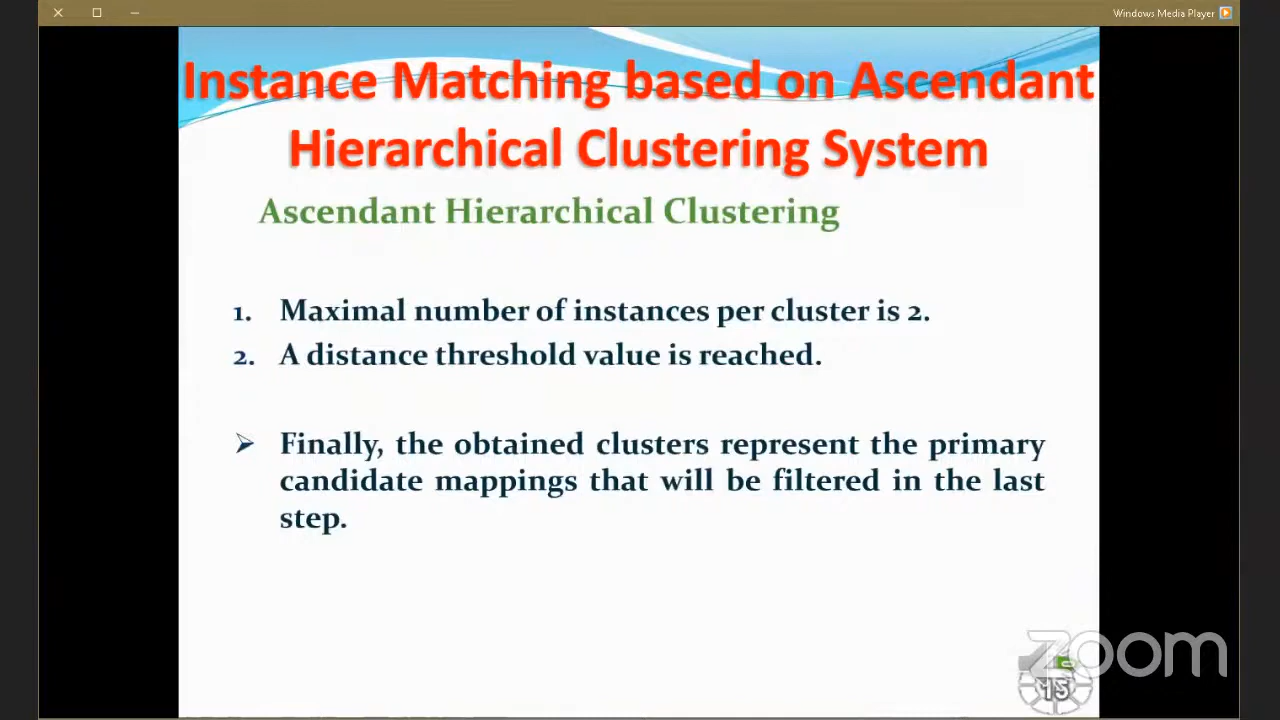 Windows Media Player
Instance Matching based on Ascendant
Hierarchical Clustering System
Ascendant Hierarchical Clustering
1. Maximal number of instances per cluster is 2.
2. A distance threshold value is reached.
➢ Finally, the obtained clusters represent the primary
candidate mappings that will be filtered in the last
step.
zoom
15